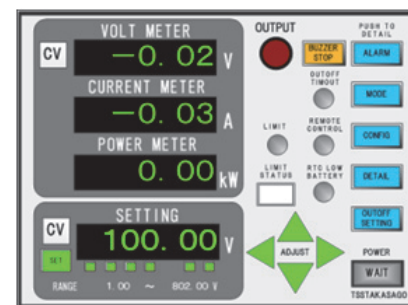 VOLT METER
CV
-0.02 V
CURRENT METER
-0.03 A
POWER METER
0.00 kW
CV
SETTING
100.00 V
SET
RANGE 1.00 ~ 802.00 V
OUTPUT
BUZZER
STOP
OUTOFF
TIMOUT
LIMIT
REMOTE
CONTROL
LIMIT
STATUS
RTC LOW
BATTERY
ADJUST
PUSH TO
DETAIL
ALARM
MODE
CONFIG
DETAIL
OUTOFF
SETTING
POWER
WAIT
TSSTAKASAGO